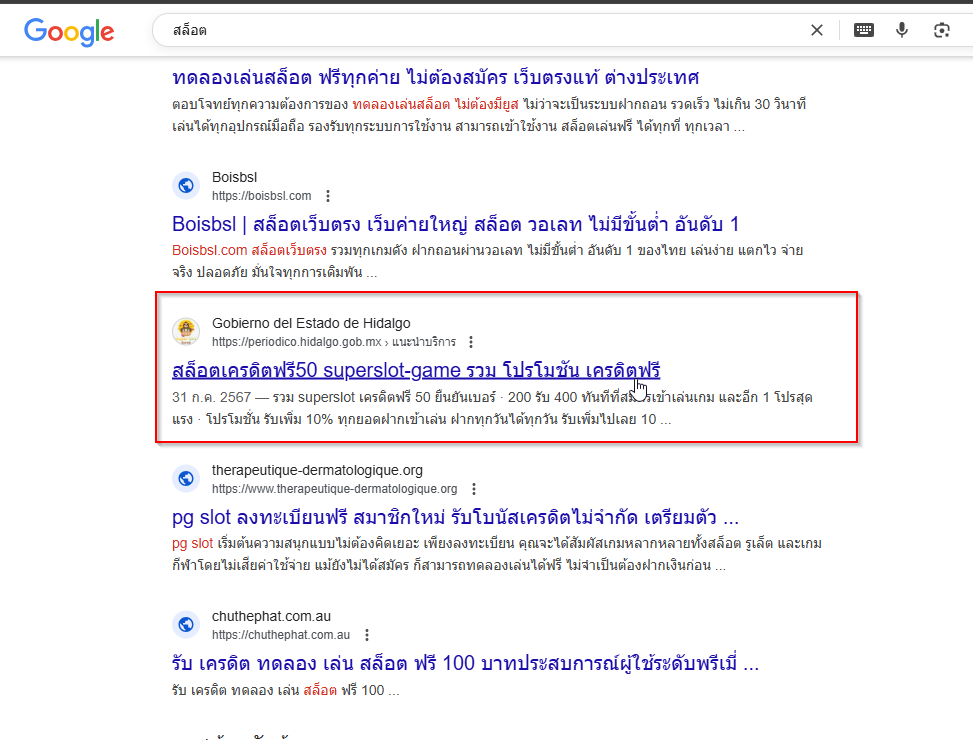 Google
สล็อต
ทดลองเล่นสล็อต ฟรีทุกค่าย ไม่ต้องสมัคร เว็บตรงแท้ ต่างประเทศ
ตอบโจทย์ทุกความต้องการของ ทดลองเล่นสล็อต ไม่ต้องมียูส ไม่ว่าจะเป็นระบบฝากถอน รวดเร็ว ไม่เกิน 30 วินาที
เล่นได้ทุกอุปกรณ์มือถือ รองรับทุกระบบการใช้งาน สามารถเข้าใช้งาน สล็อตเล่นฟรี ได้ทุกที่ ทุกเวลา ...
Boisbsl
https://boisbsl.com
Boisbsl | สล็อตเว็บตรง เว็บค่ายใหญ่ สล็อต วอเลท ไม่มีขั้นต่ำ อันดับ 1
Boisbsl.com สล็อตเว็บตรง รวมทุกเกมดัง ฝากถอนผ่านวอเลท ไม่มีขั้นต่ำ อันดับ 1 ของไทย เล่นง่าย แตกไว จ่าย
จริง ปลอดภัย มั่นใจทุกการเดิมพัน ...
Gobierno del Estado de Hidalgo
https://periodico.hidalgo.gob.mx › แนะนำบริการ
สล็อตเครดิตฟรี50 superslot-game รวม โปรโมชัน เครดิตฟรี
31 ก.ค. 2567 — รวม superslot เครดิตฟรี 50 ยืนยันเบอร์ · 200 รับ 400 ทันทีที่สมัครเข้าเล่นเกม และอีก 1 โปรสุด
แรง · โปรโมชั่น รับเพิ่ม 10% ทุกยอดฝากเข้าเล่น ฝากทุกวันได้ทุกวัน รับเพิ่มไปเลย 10 ...
therapeutique-dermatologique.org
https://www.therapeutique-dermatologique.org
pg slot ลงทะเบียนฟรี สมาชิกใหม่ รับโบนัสเครดิตไม่จำกัด เตรียมตัว ...
pg slot เริ่มต้นความสนุกแบบไม่ต้องคิดเยอะ เพียงลงทะเบียน คุณจะได้สัมผัสเกมหลากหลายทั้งสล็อต รูเล็ต และเกม
กีฬาโดยไม่เสียค่าใช้จ่าย แม้ยังไม่ได้สมัคร ก็สามารถทดลองเล่นได้ฟรี ไม่จำเป็นต้องฝากเงินก่อน ...
chuthephat.com.au
https://chuthephat.com.au
รับ เครดิต ทดลอง เล่น สล็อต ฟรี 100 บาทประสบการณ์ผู้ใช้ระดับพรีเมี่ ...
รับ เครดิต ทดลอง เล่น สล็อต ฟรี 100 ...